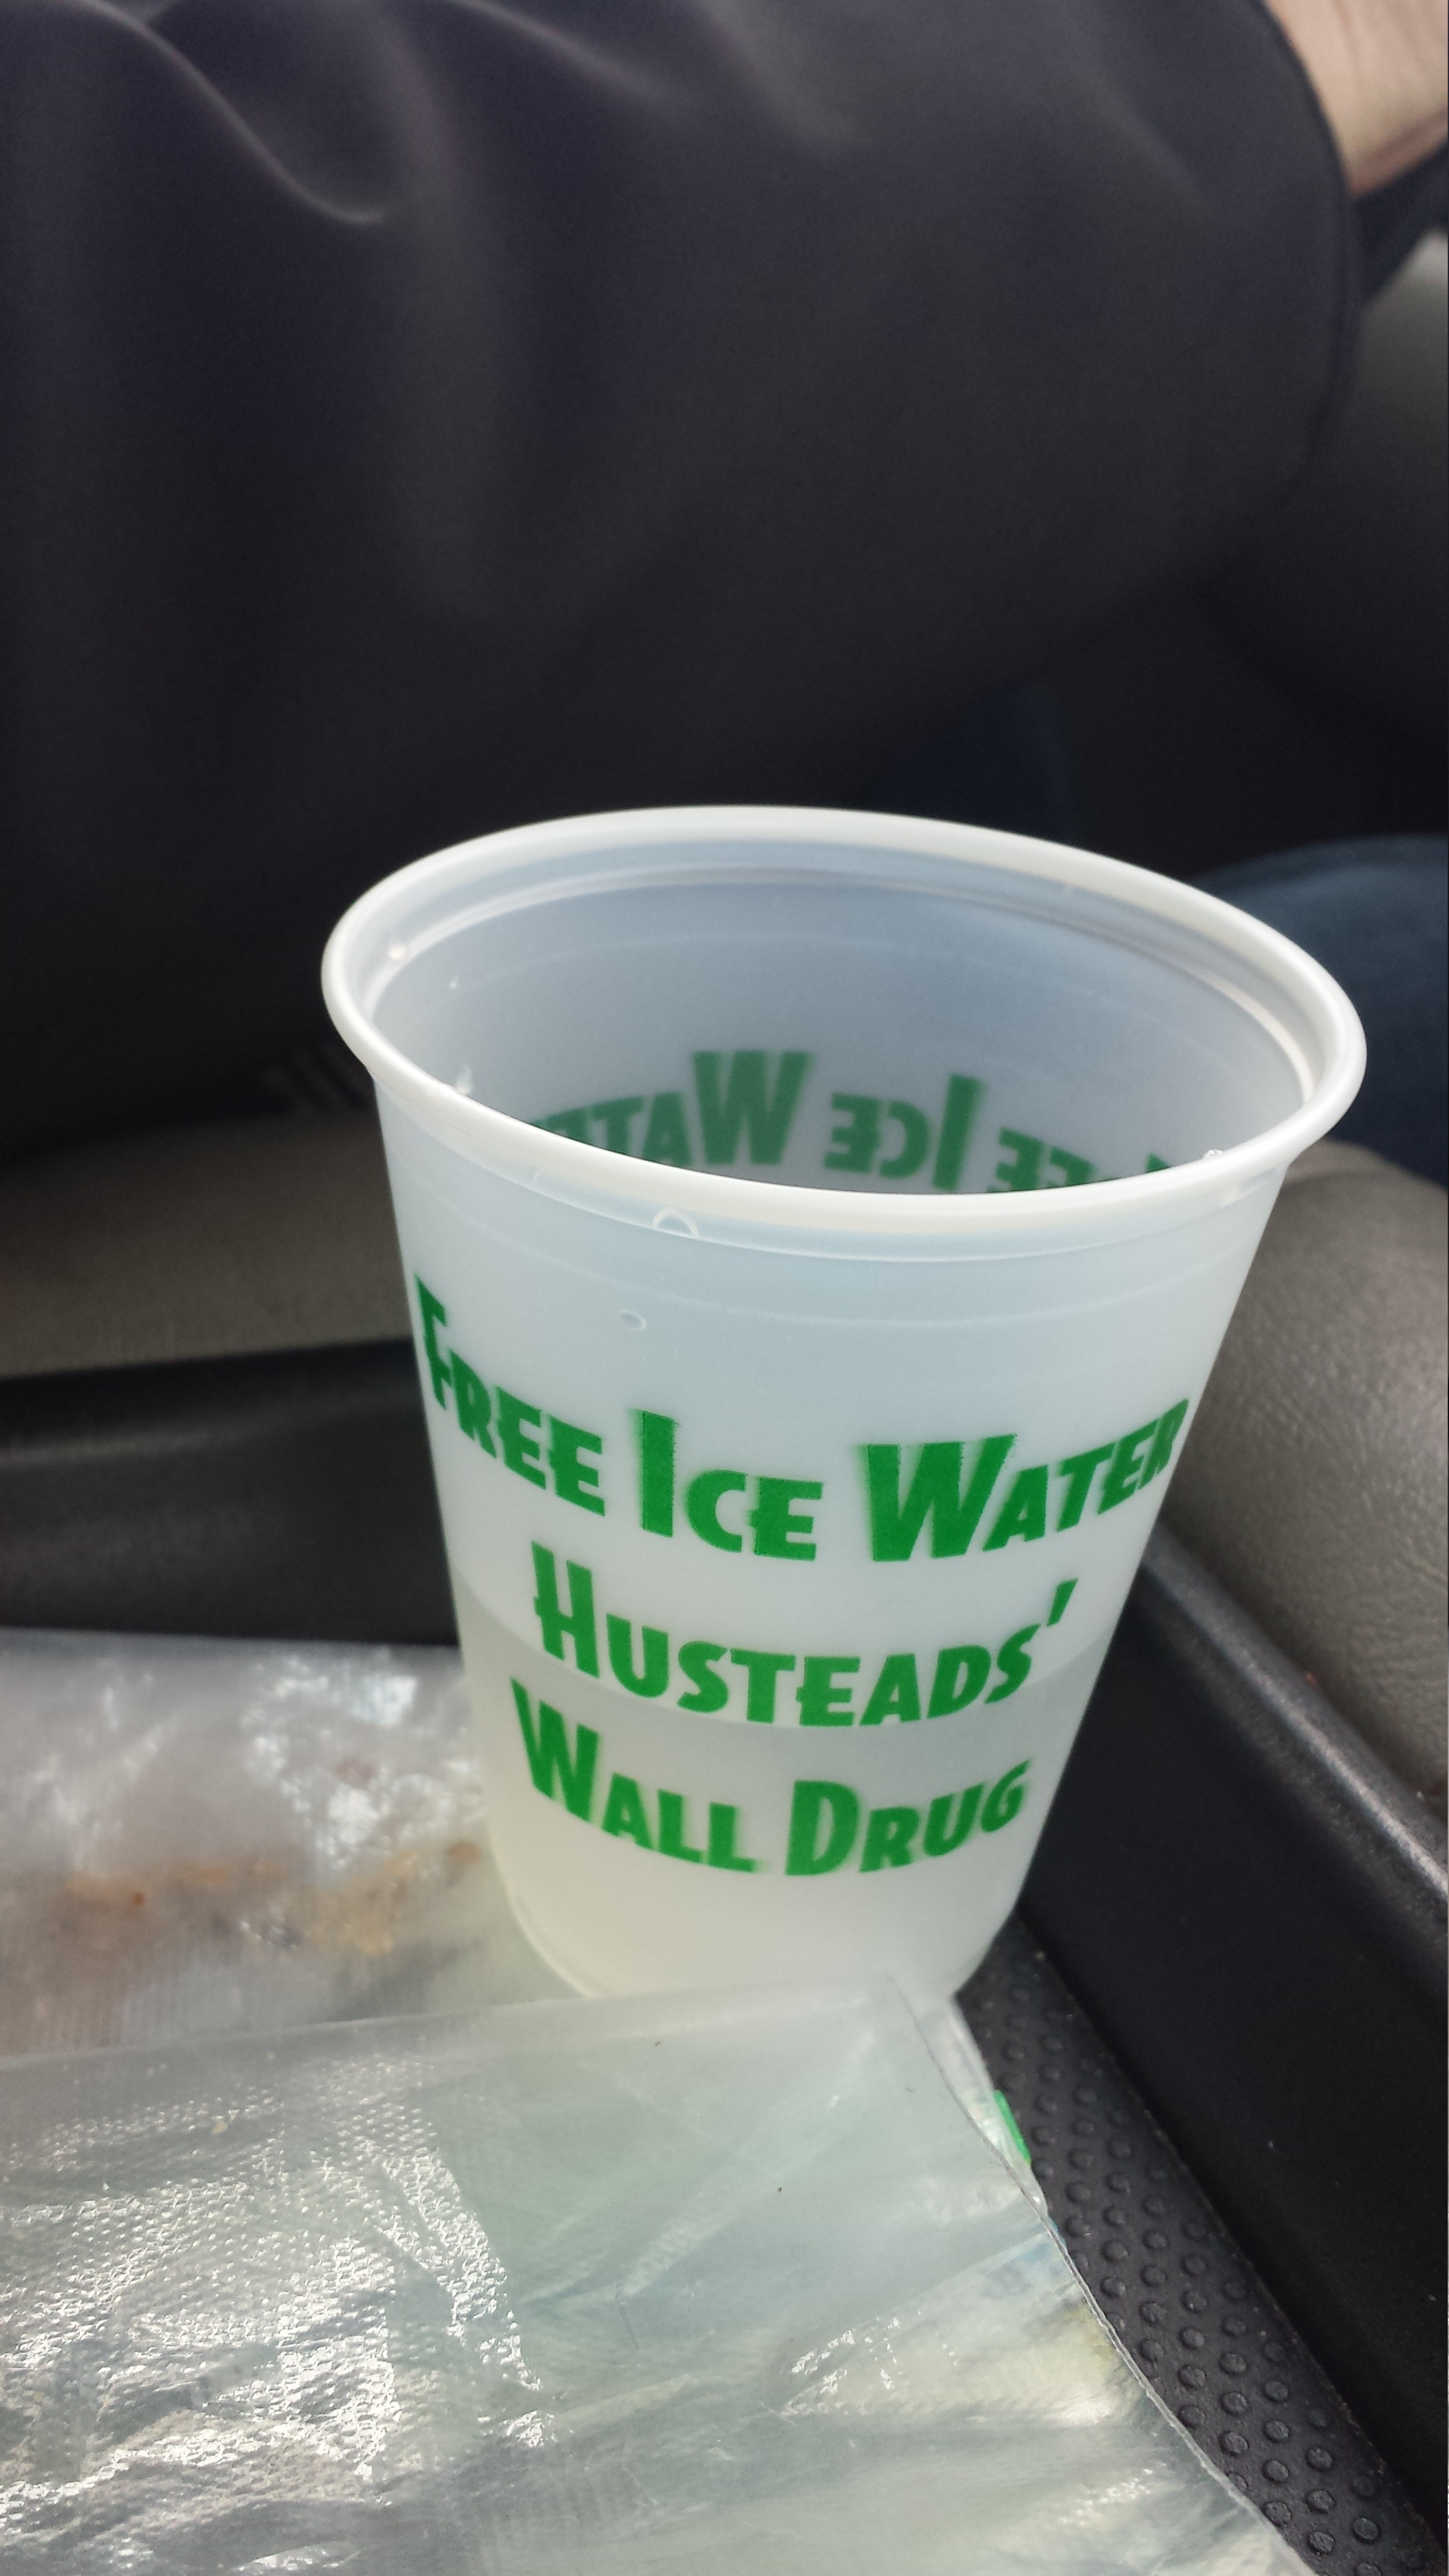 Free Ice Water
Husteads'
Wall Drug